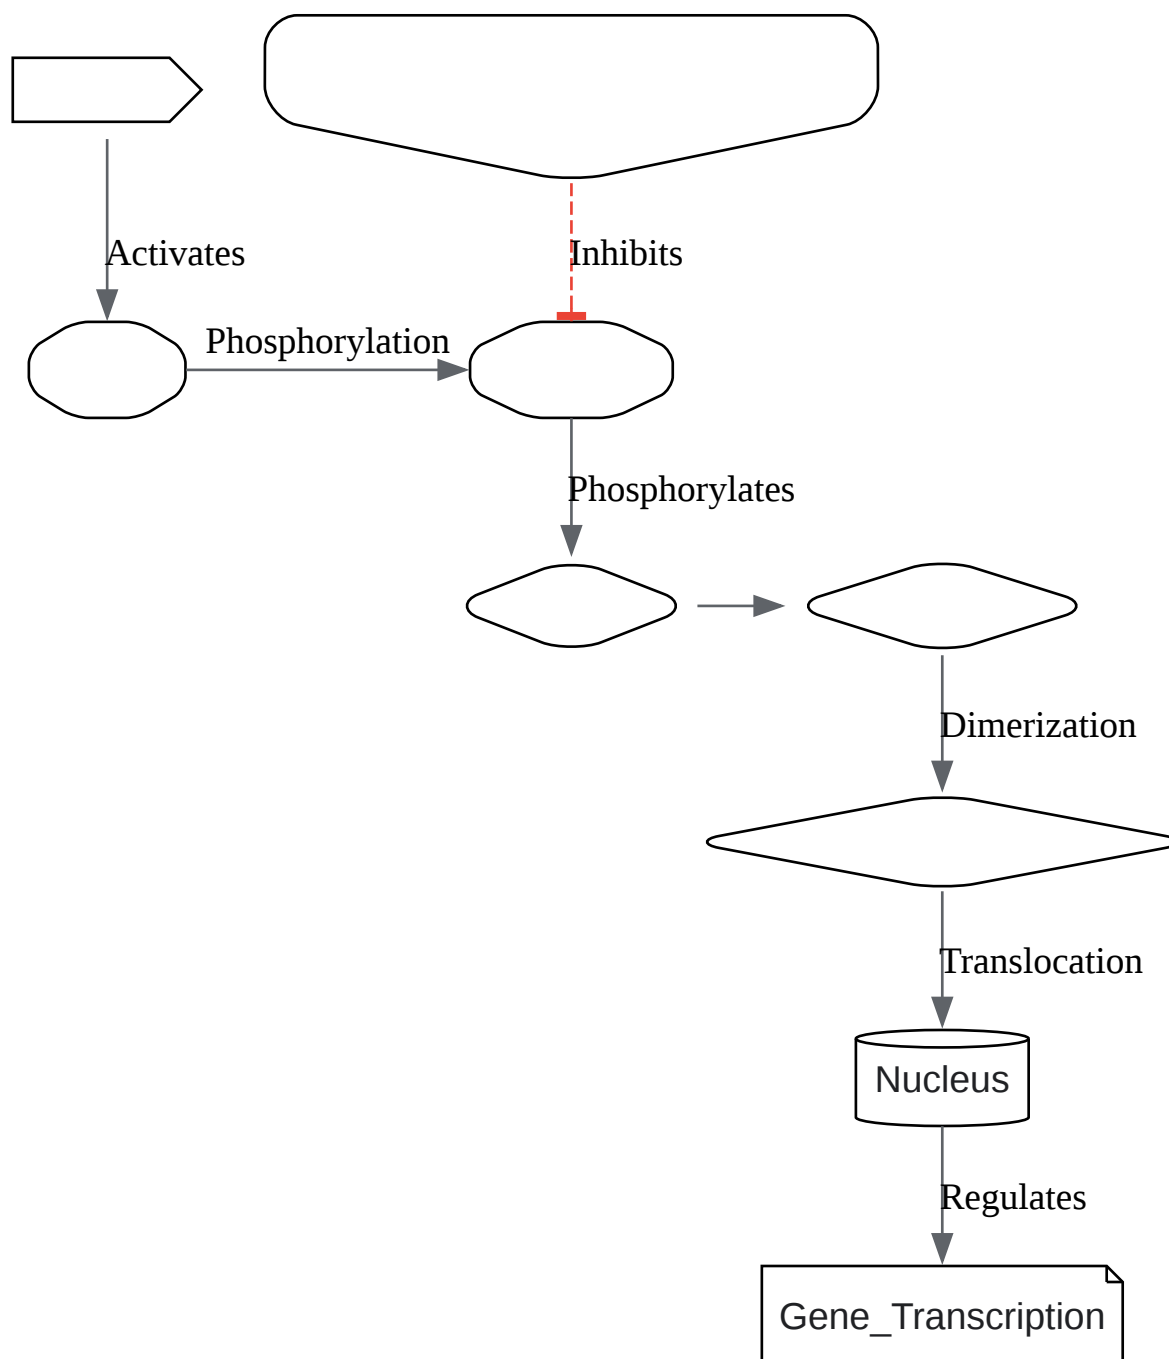 Activates
Inhibits
Phosphorylation
Phosphorylates
Dimerization
Translocation
Nucleus
Regulates
Gene_Transcription